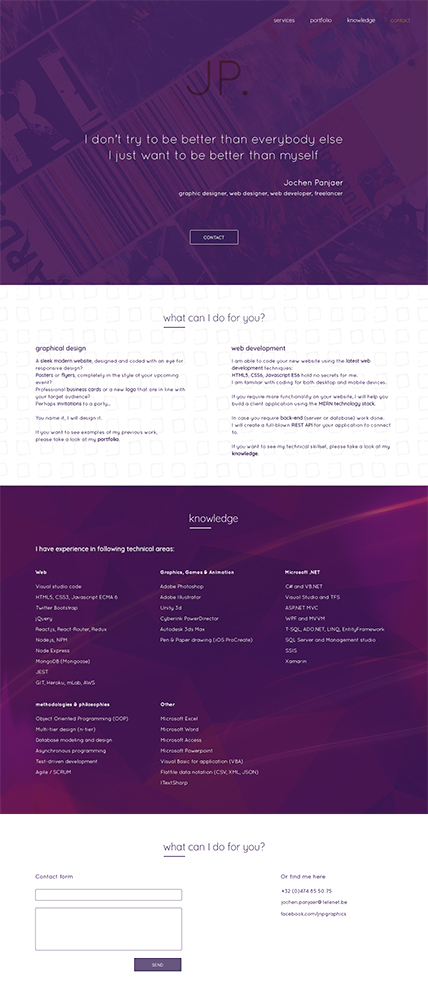 services portfolio knowledge contact
JP.
I don't try to be better than everybody else
I just want to be better than myself
Jochen Panjaer
graphic designer, web designer, web developer, freelancer
CONTACT
what can I do for you?
graphical design
A sleek modern website, designed and coded with an eye for
responsive design?
Posters or flyers, completely in the style of your upcoming
event?
Professional business cards or a new logo that are in line with
your target audience?
Perhaps invitations to a party...
You name it, I will design it.
If you want to see examples of my previous work,
please take a look at my portfolio.
web development
I am able to code your new website using the latest web
development techniques:
HTML5, CSS6, Javascript ES6 hold no secrets for me.
I am familiar with coding for both desktop and mobile devices.
If you require more functionality on your website, I will help you
build a client application using the MERN technology stack.
In case you require back-end (server or database) work done.
I will create a full-blown REST API for your application to connect
to.
If you want to see my technical skillset, please take a look at my
knowledge.
knowledge
I have experience in following technical areas:
Web
Visual studio code
HTML5, CSS3, Javascript ECMA 6
Twitter Bootstrap
jQuery
React.js, React-Router, Redux
Node.js, NPM
Node Express
MongoDB (Mongoose)
JEST
GIT, Heroku, mLab, AWS
Graphics, Games & Animation
Adobe Photoshop
Adobe Illustrator
Unity 3d
Cyberlink PowerDirector
Autodesk 3ds Max
Pen & Paper drawing (iOS ProCreate)
Microsoft .NET
C# and VB.NET
Visual Studio and TFS
ASP.NET MVC
WPF and MVVM
T-SQL, ADO.NET, LINQ, EntityFramework
SQL Server and Management studio
SSIS
Xamarin
methodologies & philosophies
Object Oriented Programming (OOP)
Multi-tier design (n-tier)
Database modeling and design
Asynchronous programming
Test-driven development
Agile / SCRUM
Other
Microsoft Excel
Microsoft Word
Microsoft Access
Microsoft Powerpoint
Visual Basic for application (VBA)
Flatfile data notation (CSV, XML, JSON)
ITextSharp
what can I do for you?
Contact form
SEND
Or find me here
+32 (0)474 65 50 75
jochen.panjaer@telenet.be
facebook.com/jnpgraphics